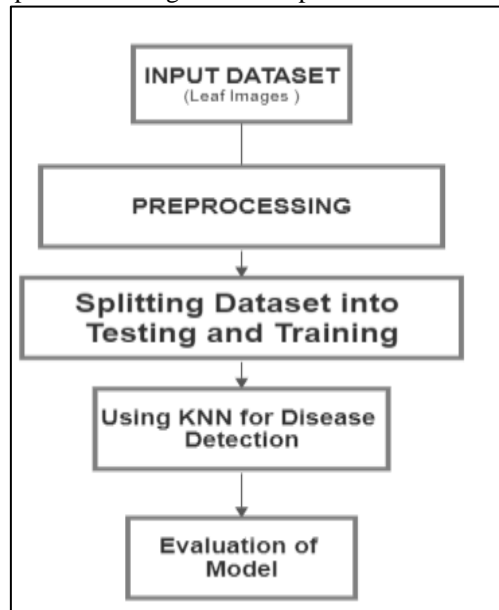 INPUT DATASET
(Leaf Images )
PREPROCESSING
Splitting Dataset into
Testing and Training
Using KNN for Disease
Detection
Evaluation of
Model